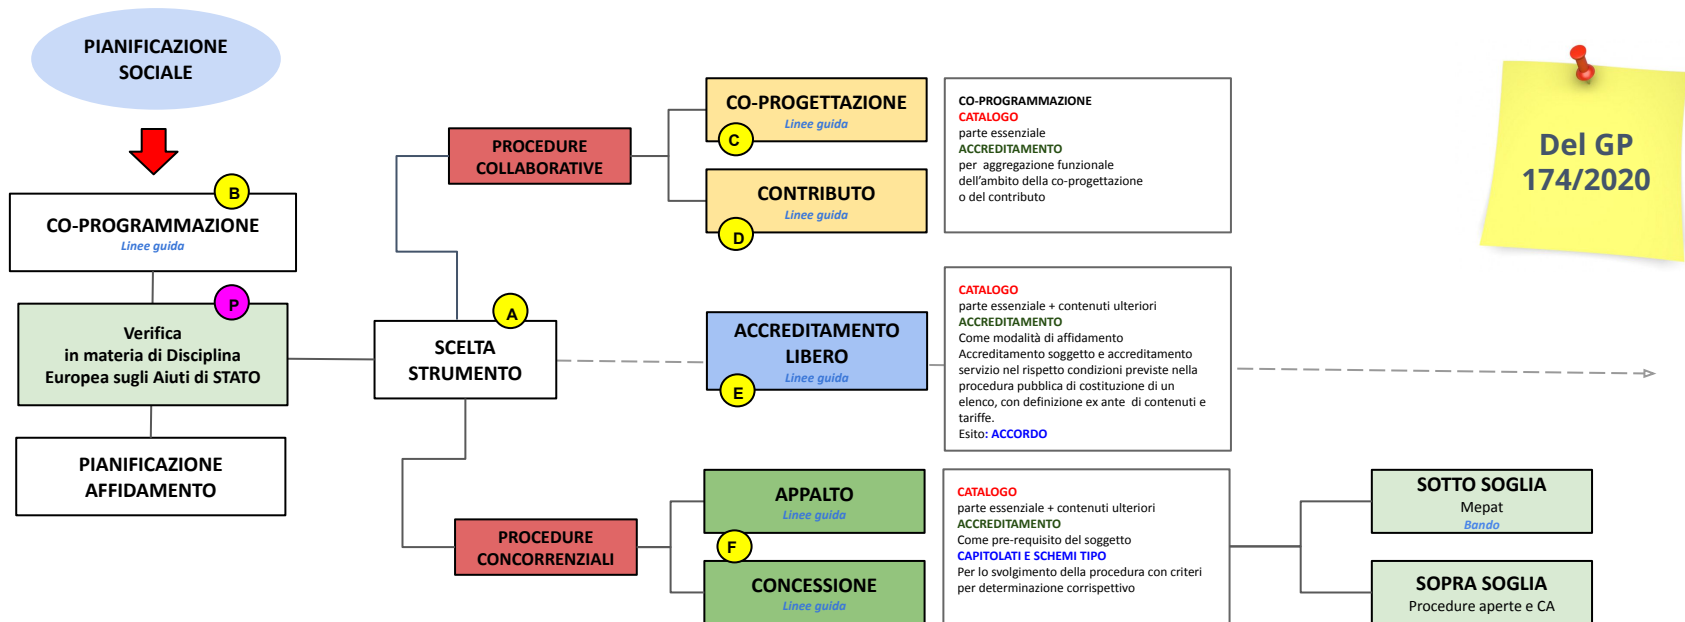 PIANIFICAZIONE
SOCIALE
B
CO-PROGRAMMAZIONE
Linee guida
P
Verifica
in materia di Disciplina
Europea sugli Aiuti di STATO
PIANIFICAZIONE
AFFIDAMENTO
A
SCELTA
STRUMENTO
PROCEDURE
COLLABORATIVE
CO-PROGETTAZIONE
Linee guida
C
CONTRIBUTO
Linee guida
D
CO-PROGRAMMAZIONE
CATALOGO
parte essenziale
ACCREDITAMENTO
per aggregazione funzionale
dell'ambito della co-progettazione
o del contributo
Del GP
174/2020
ACCREDITAMENTO
LIBERO
Linee guida
E
CATALOGO
parte essenziale + contenuti ulteriori
ACCREDITAMENTO
Come modalità di affidamento
Accreditamento soggetto e accreditamento
servizio nel rispetto condizioni previste nella
procedura pubblica di costituzione di un
elenco, con definizione ex ante di contenuti e
tariffe.
Esito: ACCORDO
PROCEDURE
CONCORRENZIALI
APPALTO
Linee guida
F
CONCESSIONE
Linee guida
CATALOGO
parte essenziale + contenuti ulteriori
ACCREDITAMENTO
Come pre-requisito del soggetto
CAPITOLATI E SCHEMI TIPO
Per lo svolgimento della procedura con criteri
per determinazione corrispettivo
SOTTO SOGLIA
Mepat
Bando
SOPRA SOGLIA
Procedure aperte e CA